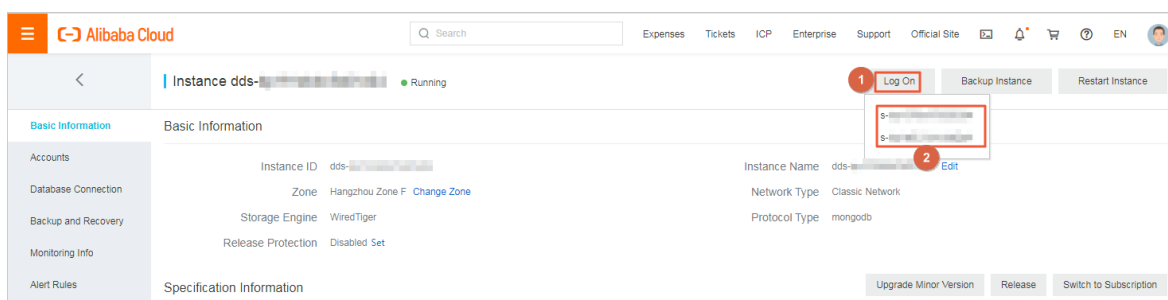 Alibaba Cloud Search Expenses Tickets ICP Enterprise Support Official Site EN
Instance dds- Running 1 Log On Backup Instance Restart Instance
s-
s-
2
Basic Information
Accounts
Database Connection
Backup and Recovery
Monitoring Info
Alert Rules
Basic Information
Instance ID dds- Instance Name dds- Edit
Zone Hangzhou Zone F Change Zone Network Type Classic Network
Storage Engine WiredTiger Protocol Type mongodb
Release Protection Disabled Set
Specification Information Upgrade Minor Version Release Switch to Subscription